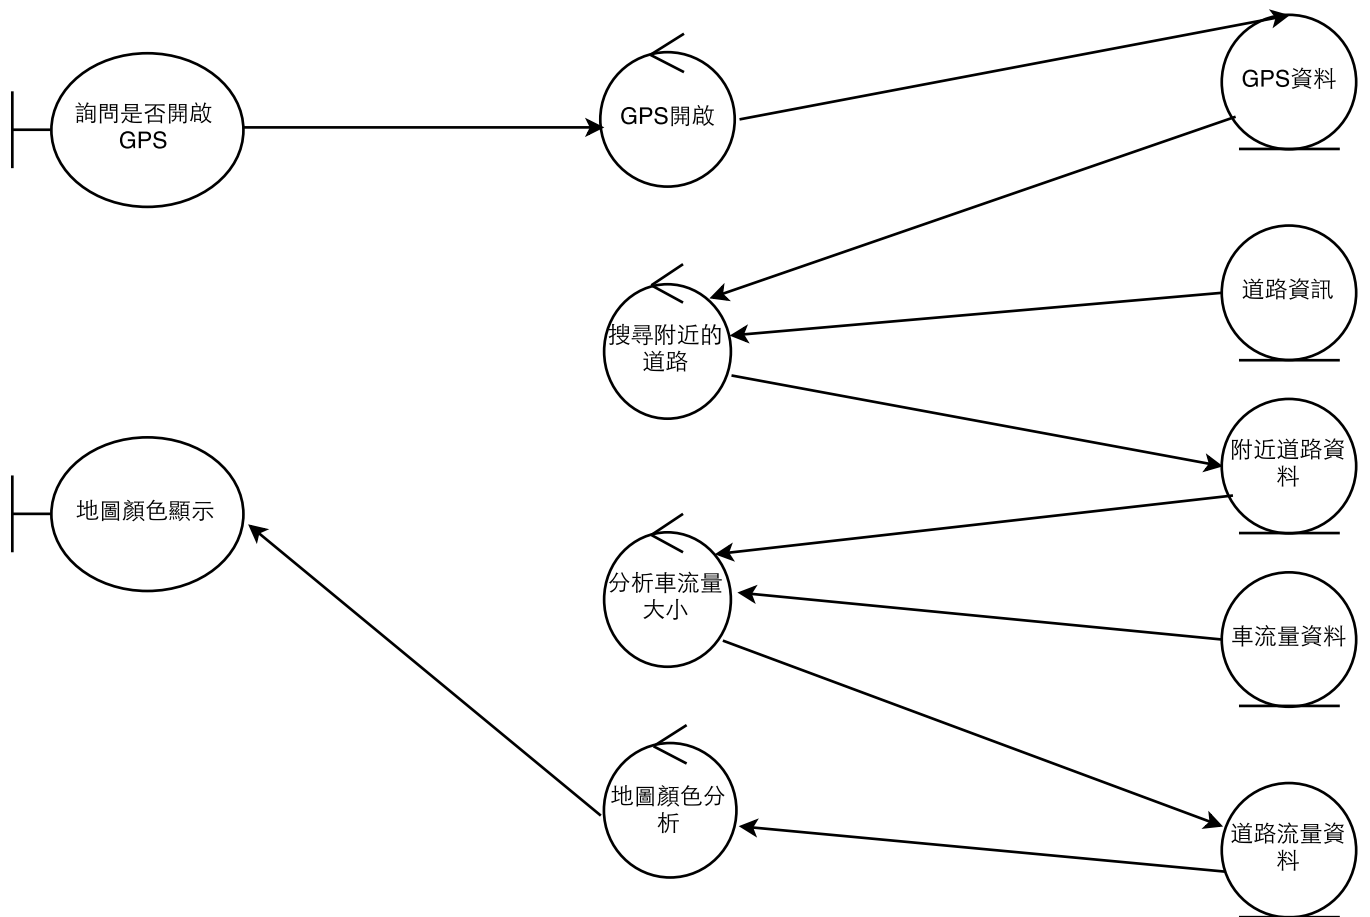 詢問是否開啟
GPS
GPS開啟
GPS資料
搜尋附近的
道路
道路資訊
附近道路資
料
地圖顏色顯示
分析車流量
大小
車流量資料
地圖顏色分
析
道路流量資
料